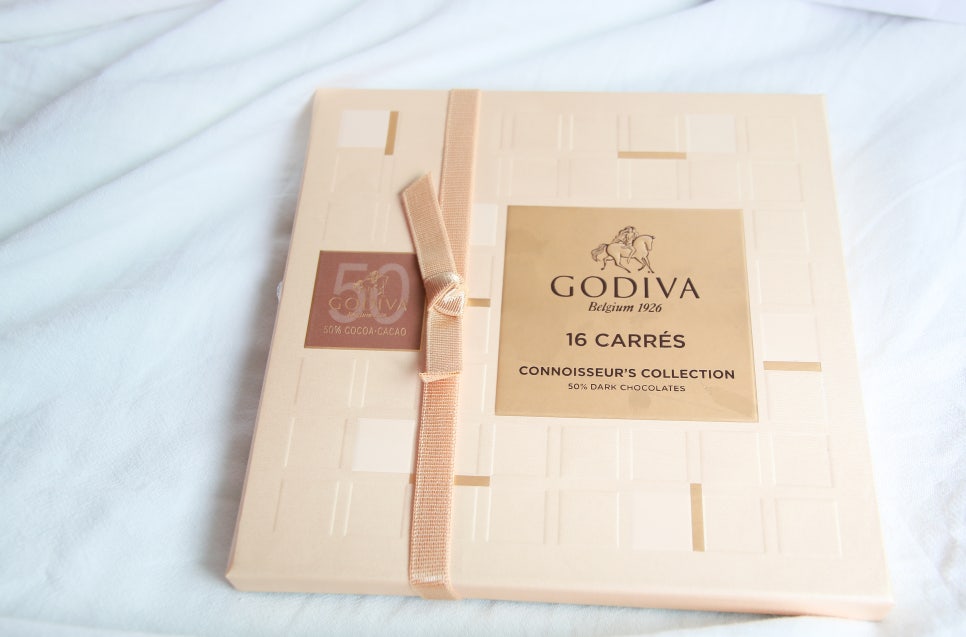 50
GODIVA
50% COCOA-CACAO
GODIVA
Belgium 1926
16 CARRÉS
CONNOISSEUR'S COLLECTION
50% DARK CHOCOLATES